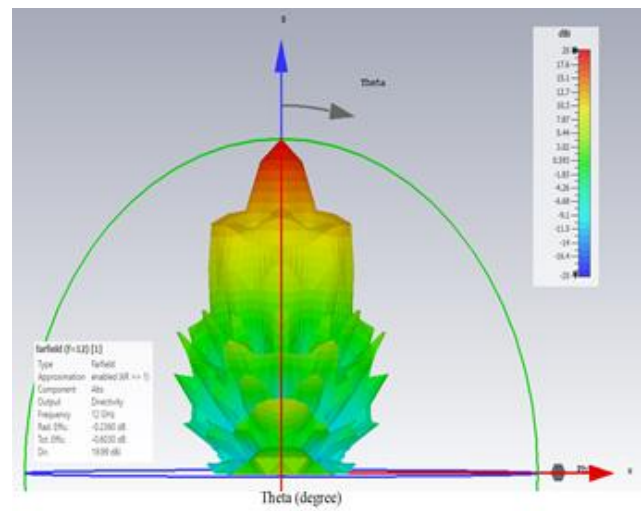 z
dBi
Theta
20
17.6
15.1
12.7
10.3
7.87
5.44
3.02
0.593
-1.83
-4.26
-6.68
-9.1
-11.5
-14
-16.4
-20
farfield (f=12) [1]
Type Farfield
Approximation enabled (kR >> 1)
Component Abs
Output Directivity
Frequency 12 GHz
Rad. Effic. -0.2360 dB
Tot. Effic. -0.6030 dB
Dir. 19.99 dBi
x
Theta (degree)